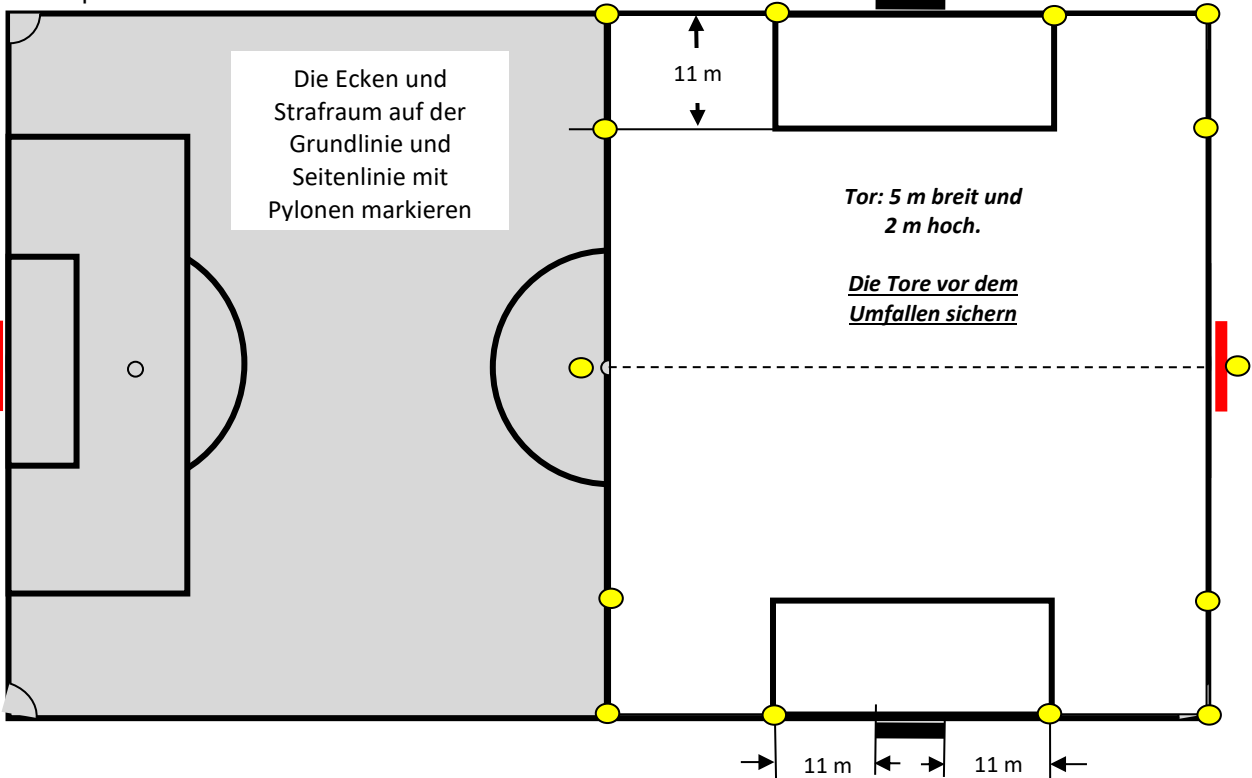 11 m
Die Ecken und
Strafraum auf der
Grundlinie und
Seitenlinie mit
Pylonen markieren
Tor: 5 m breit und
2 m hoch.
Die Tore vor dem
Umfallen sichern
11 m
11 m